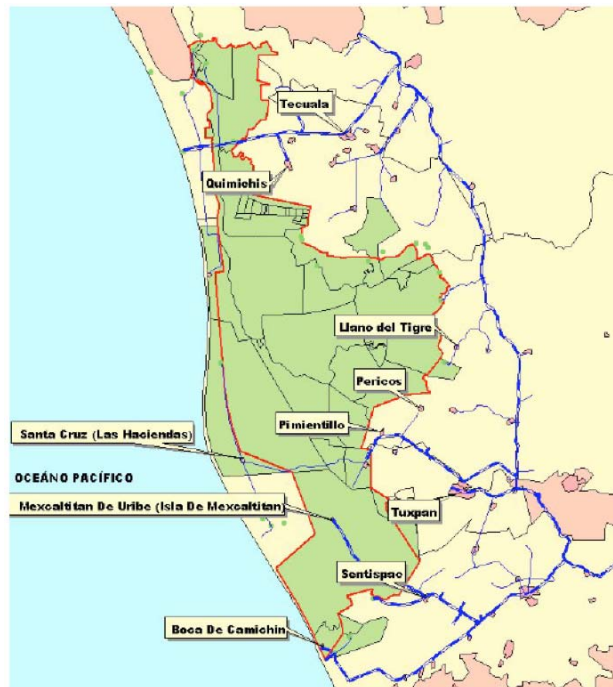 Tecuala
Quimichis
Llano del Tigre
Pericos
Pimientillo
Santa Cruz (Las Haciendas)
OCEÁNO PACÍFICO
Mexcaltitan De Uribe (Isla De Mexcaltitan)
Tuxpan
Sentispac
Boca De Camichin